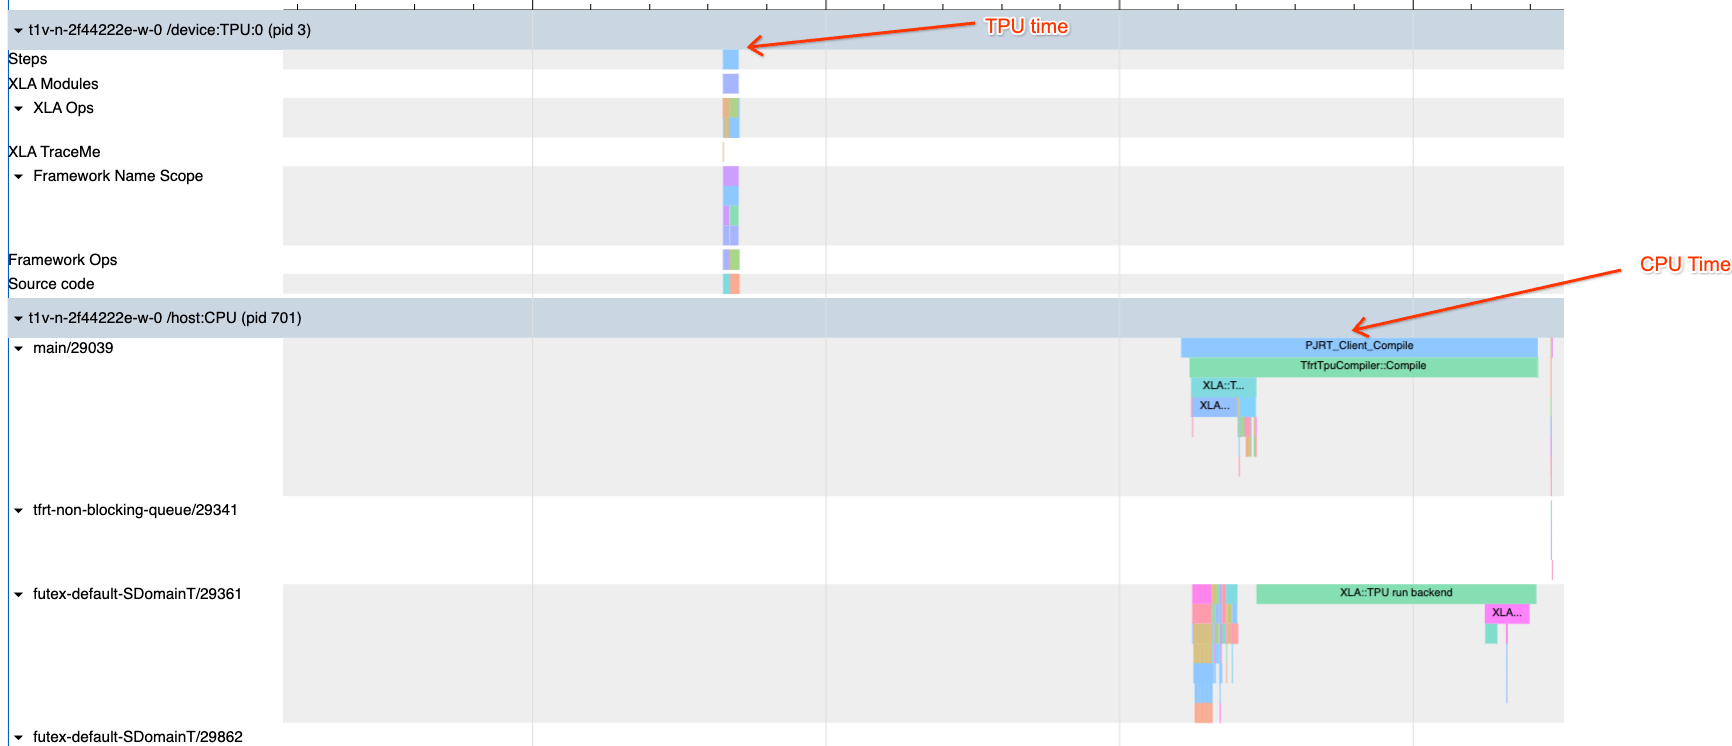 TPU time
t1v-n-2f44222e-w-0 /device:TPU:0 (pid 3)
Steps
XLA Modules
XLA Ops
XLA TraceMe
Framework Name Scope
Framework Ops
Source code
CPU Time
t1v-n-2f44222e-w-0 /host:CPU (pid 701)
main/29039
PJRT_Client_Compile
TfrtTpuCompiler::Compile
XLA::T...
XLA...
tfrt-non-blocking-queue/29341
futex-default-SDomainT/29361
XLA::TPU run backend
XLA...
futex-default-SDomainT/29862